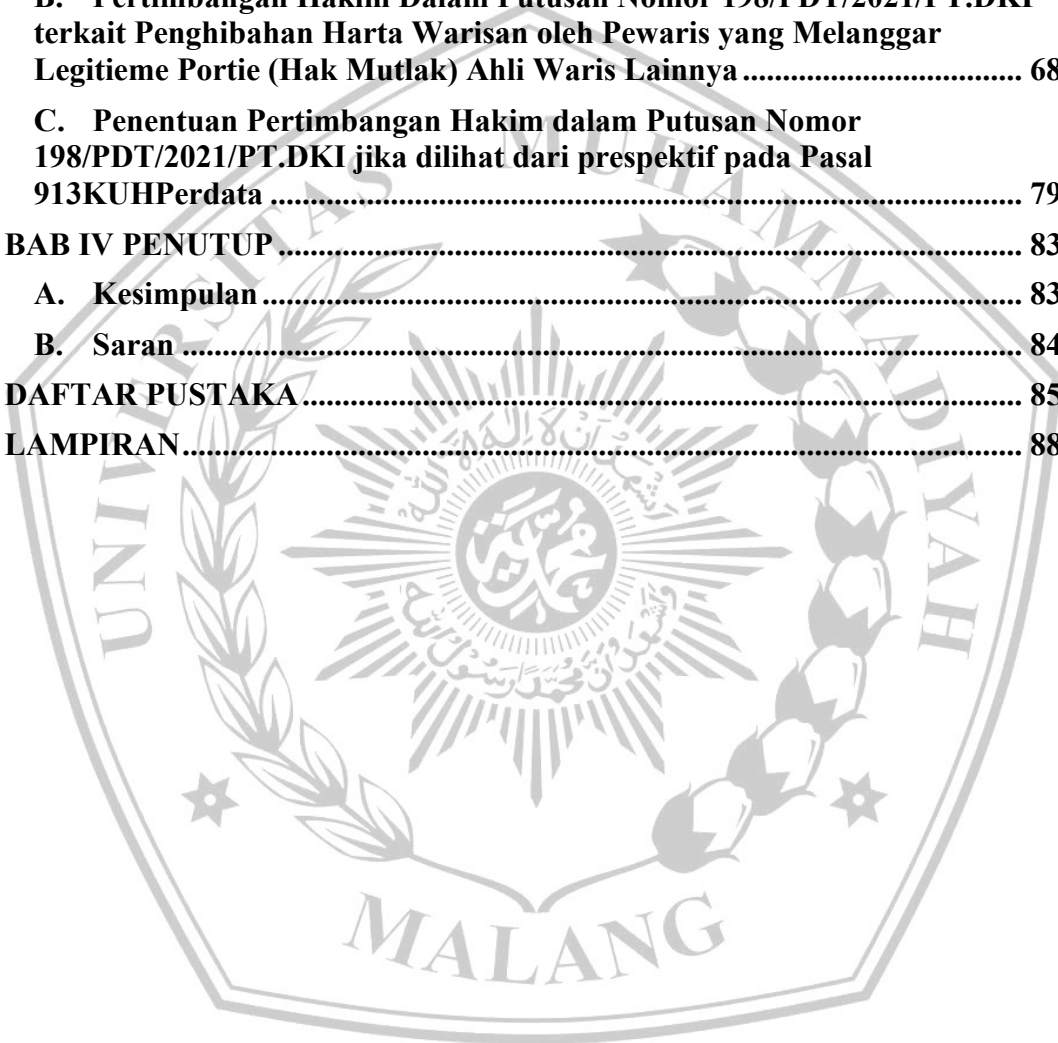 B. Pertimbangan Hakim Dalam Putusan Nomor 198/PDT/2021/PT.DKI
terkait Penghibahan Harta Warisan oleh Pewaris yang Melanggar
Legitieme Portie (Hak Mutlak) Ahli Waris Lainnya ................................. 68
C. Penentuan Pertimbangan Hakim dalam Putusan Nomor
198/PDT/2021/PT.DKI jika dilihat dari prespektif pada Pasal
913KUHPerdata ......................................................................................... 79
BAB IV PENUTUP ........................................................................................ 83
A. Kesimpulan .......................................................................................... 83
B. Saran .................................................................................................... 84
DAFTAR PUSTAKA ..................................................................................... 85
LAMPIRAN ................................................................................................... 88
UNIVERSITAS MUHAMMADIYAH
MALANG